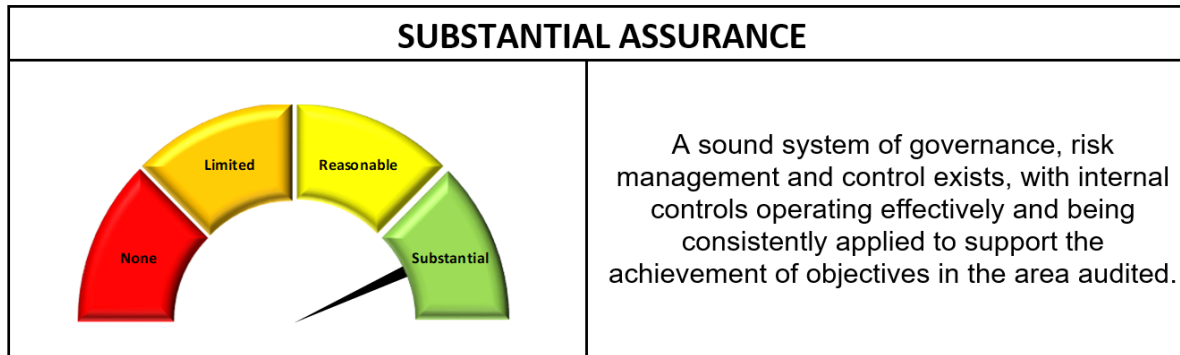 SUBSTANTIAL ASSURANCE
Limited
Reasonable
None
Substantial
A sound system of governance, risk
management and control exists, with internal
controls operating effectively and being
consistently applied to support the
achievement of objectives in the area audited.